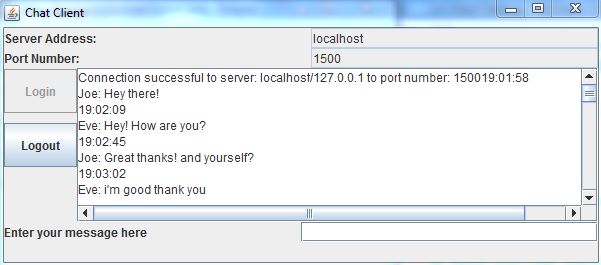 Chat Client
Server Address: localhost
Port Number: 1500
Login
Logout
Connection successful to server: localhost/127.0.0.1 to port number: 150019:01:58
Joe: Hey there!
19:02:09
Eve: Hey! How are you?
19:02:45
Joe: Great thanks! and yourself?
19:03:02
Eve: i'm good thank you
Enter your message here